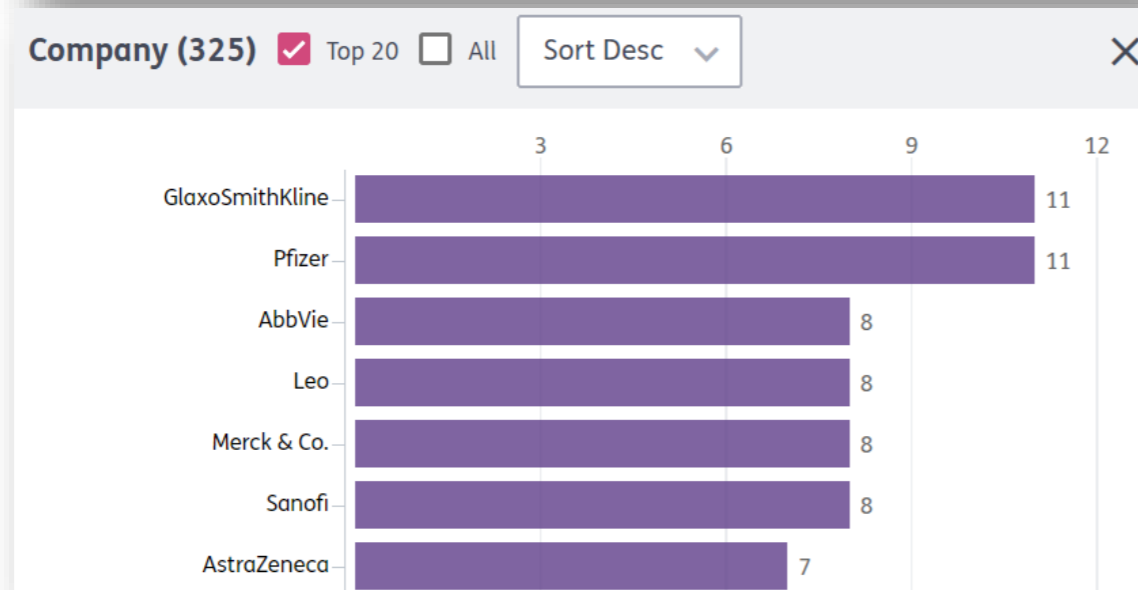 Company (325) Top 20 All Sort Desc
3 6 9 12
GlaxoSmithKline 11
Pfizer 11
AbbVie 8
Leo 8
Merck & Co. 8
Sanofi 8
AstraZeneca 7